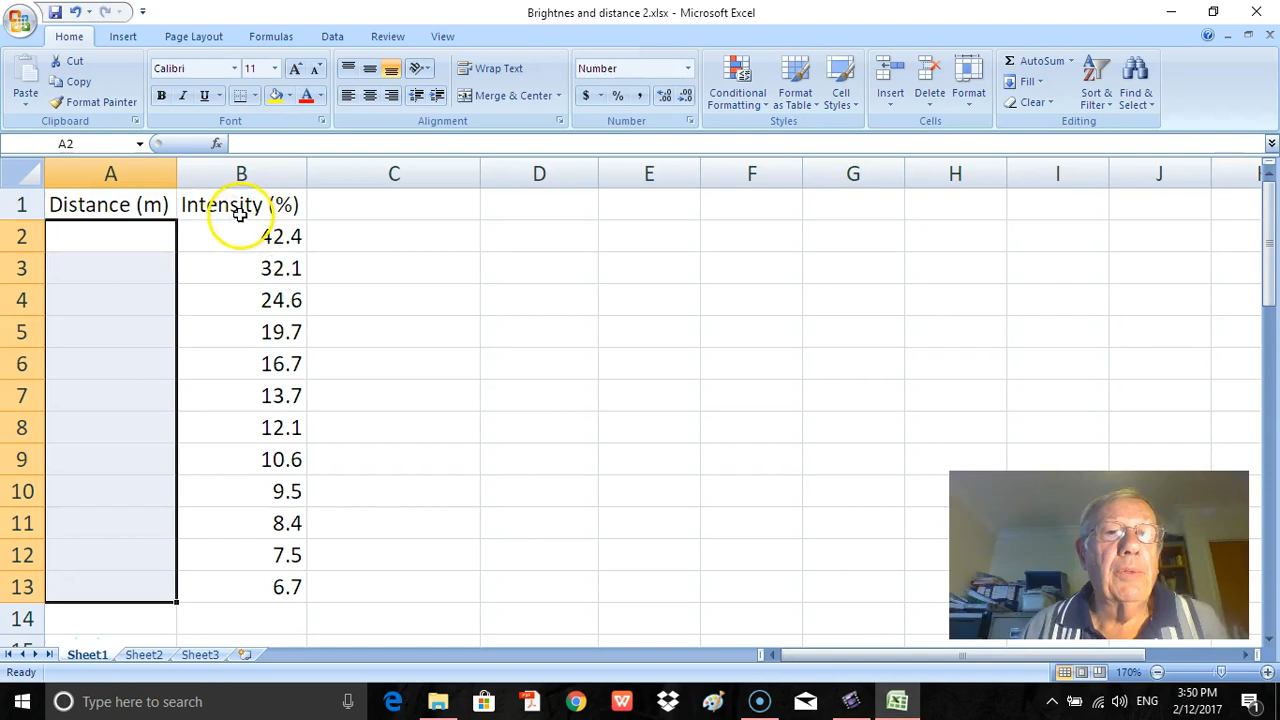 Brightnes and distance 2.xlsx - Microsoft Excel
Home Insert Page Layout Formulas Data Review View
Paste
Cut
Copy
Format Painter
Clipboard
Calibri 11
B I U
Font
Wrap Text
Merge & Center
Alignment
Number
$ % ,
Number
Conditional Formatting
Format as Table
Cell Styles
Styles
Insert Delete Format
Cells
AutoSum
Fill
Clear
Sort & Filter
Find & Select
Editing
A2 fx
A B C D E F G H I J
1 Distance (m) Intensity (%)
2 42.4
3 32.1
4 24.6
5 19.7
6 16.7
7 13.7
8 12.1
9 10.6
10 9.5
11 8.4
12 7.5
13 6.7
14
Sheet1 Sheet2 Sheet3
Ready 170%
Type here to search
ENG
3:50 PM
2/12/2017